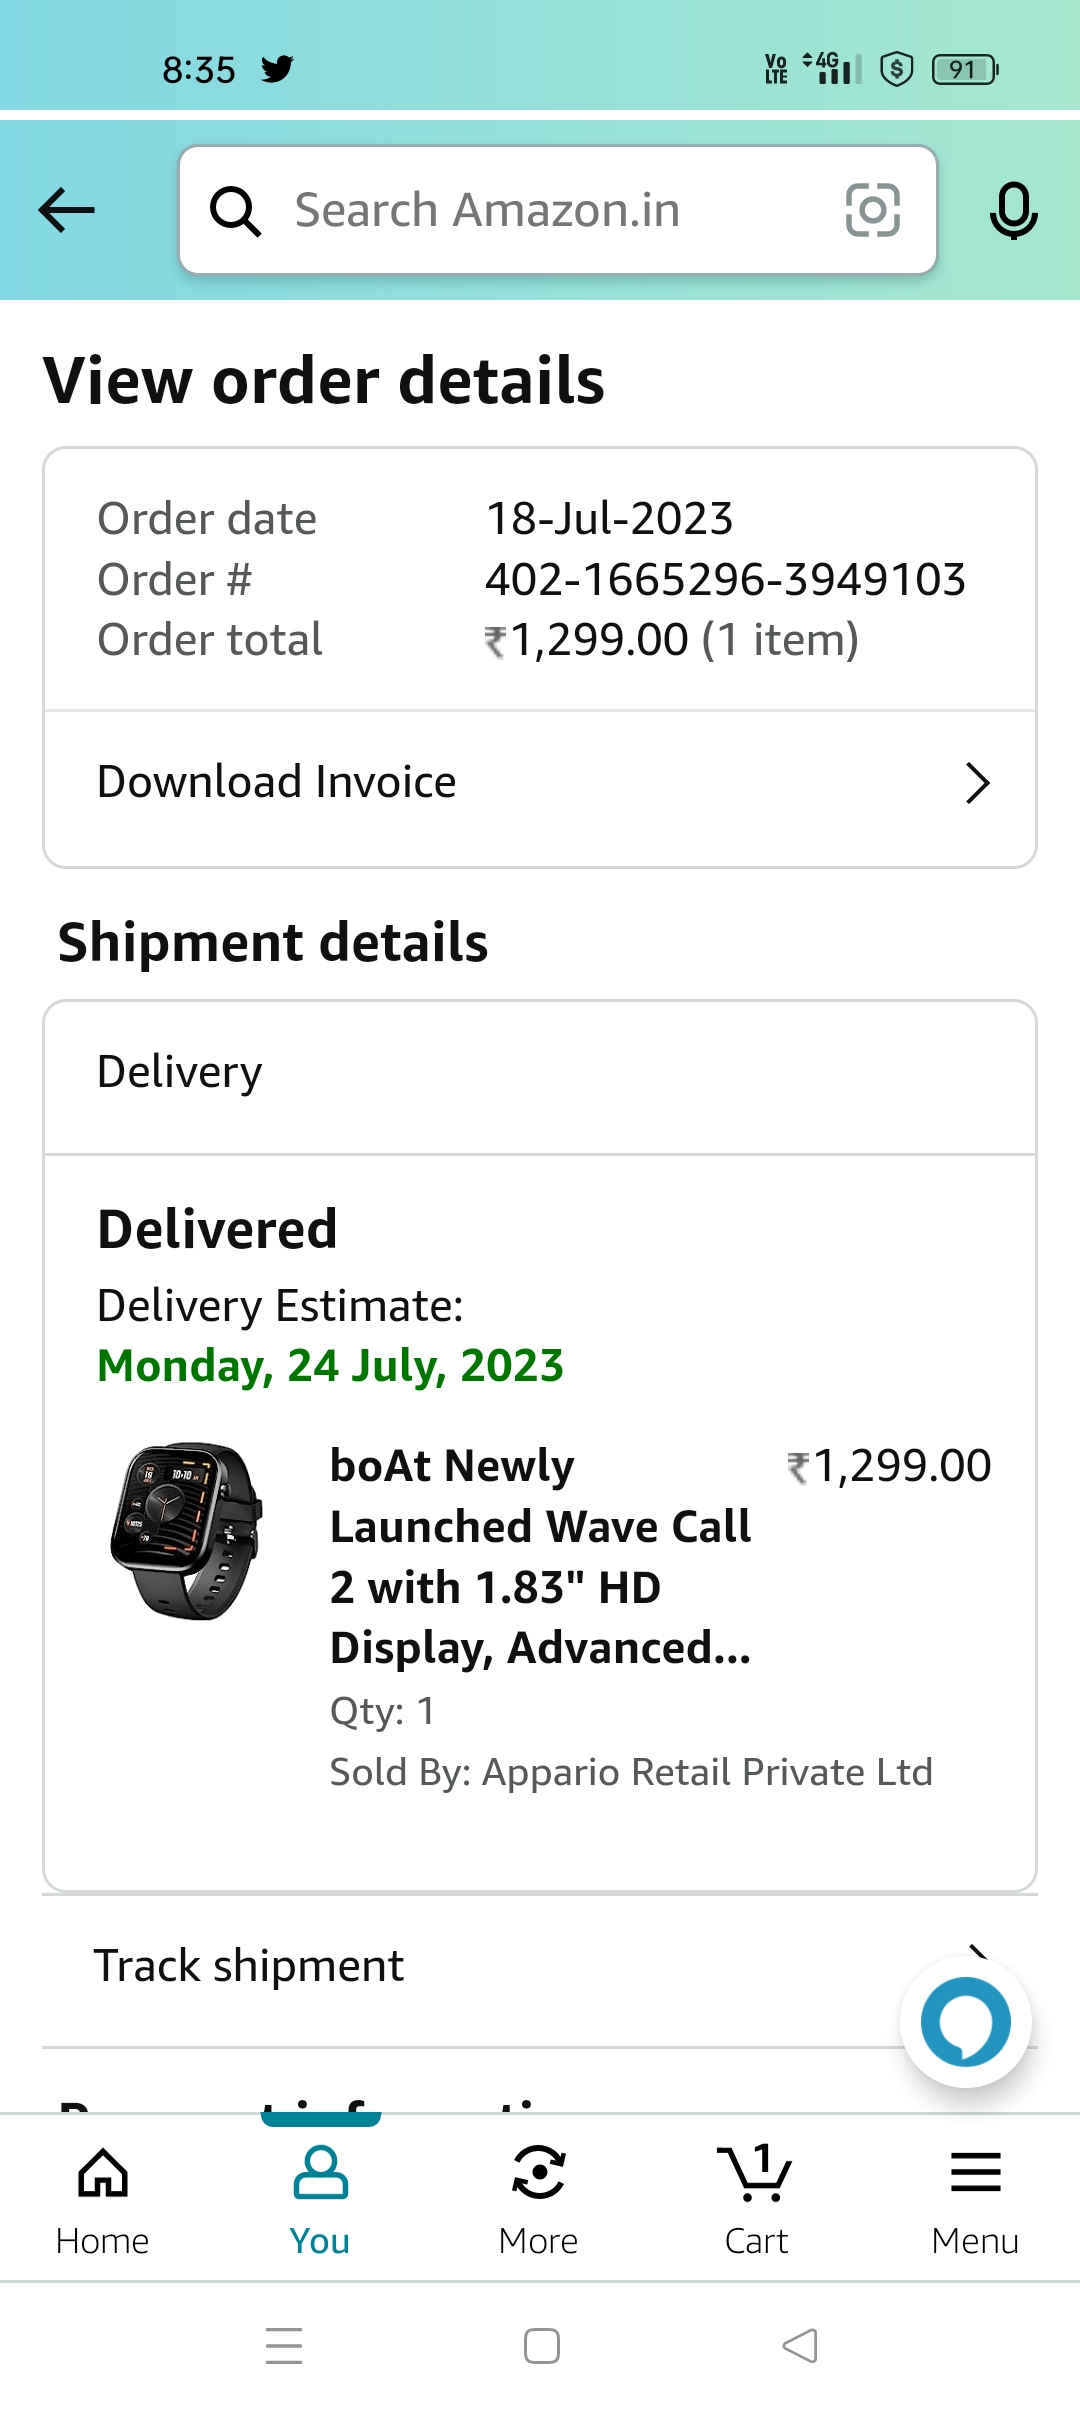 8:35 Vo LTE 4G 91
Search Amazon.in
View order details
Order date 18-Jul-2023
Order # 402-1665296-3949103
Order total ₹1,299.00 (1 item)
Download Invoice
Shipment details
Delivery
Delivered
Delivery Estimate:
Monday, 24 July, 2023
boAt Newly ₹1,299.00
Launched Wave Call
2 with 1.83" HD
Display, Advanced...
Qty: 1
Sold By: Appario Retail Private Ltd
10:10
Track shipment
1
Home You More Cart Menu